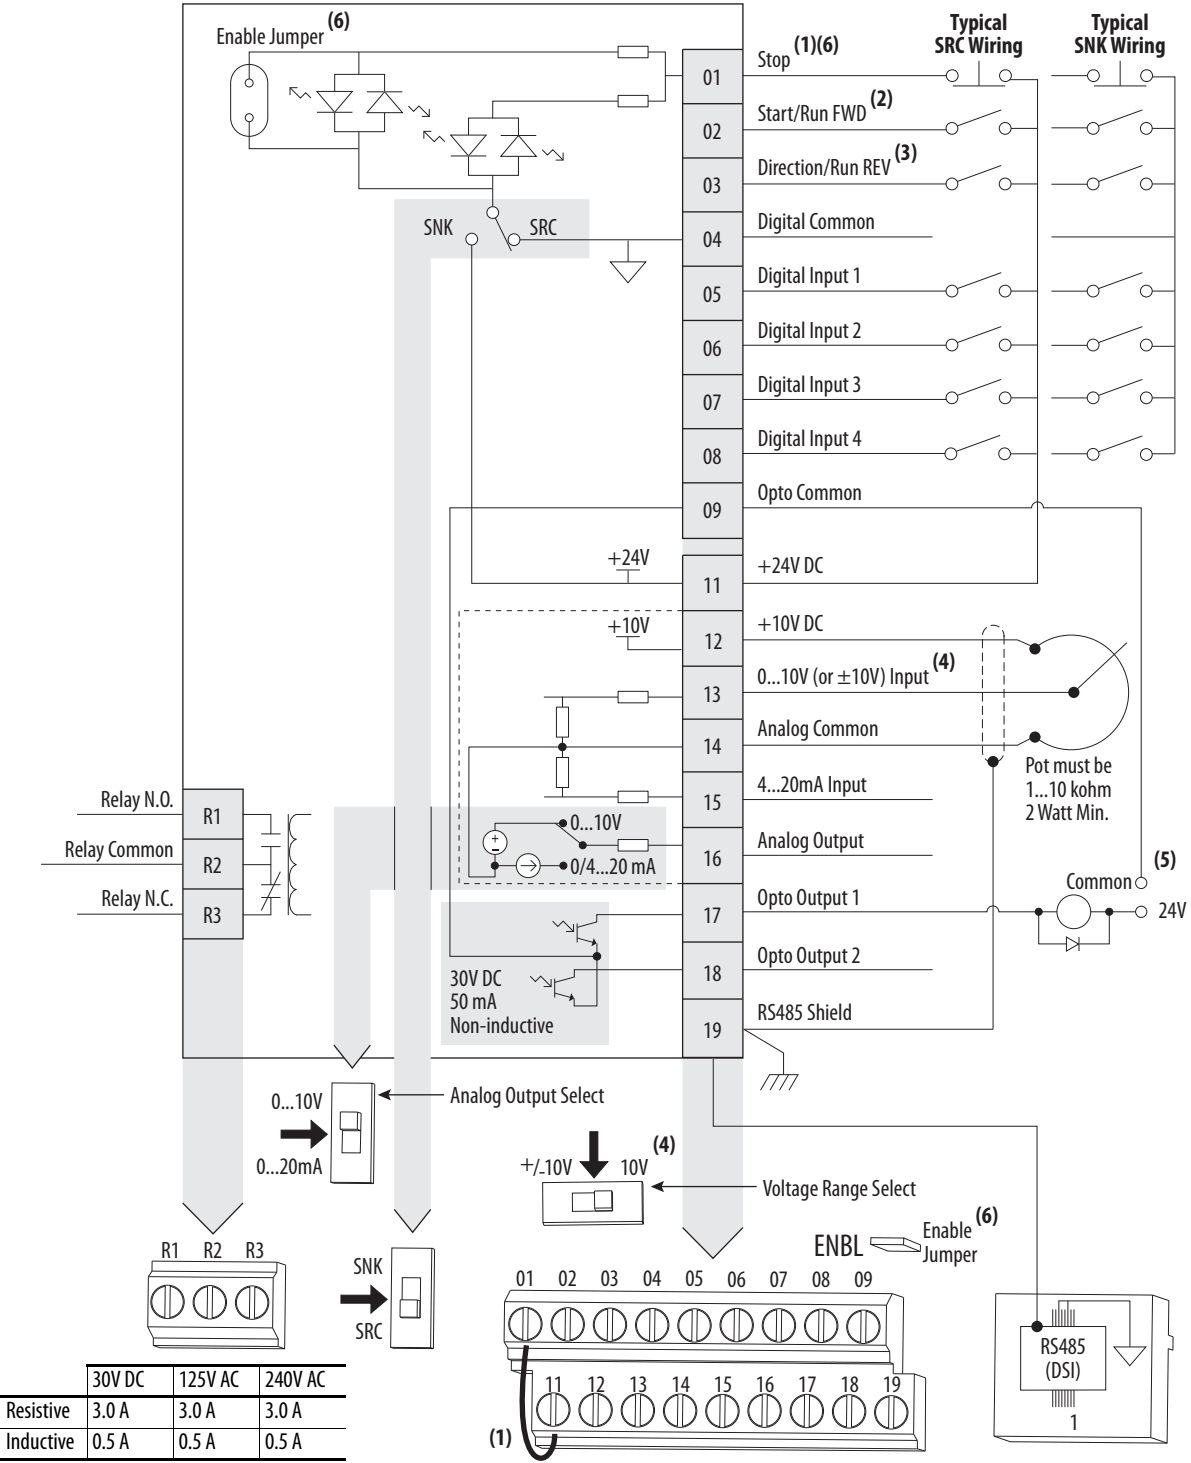 Enable Jumper (6)
Typical
SRC Wiring
Typical
SNK Wiring
01
Stop (1)(6)
02
Start/Run FWD (2)
03
Direction/Run REV (3)
SNK
SRC
04
Digital Common
05
Digital Input 1
06
Digital Input 2
07
Digital Input 3
08
Digital Input 4
09
Opto Common
+24V
11
+24V DC
+10V
12
+10V DC
13
0...10V (or ±10V) Input (4)
14
Analog Common
Pot must be
1...10 kohm
2 Watt Min.
15
4...20mA Input
Relay N.O.
R1
Relay Common
R2
Relay N.C.
R3
+
–
0...10V
0/4...20 mA
16
Analog Output
Common
(5)
24V
17
Opto Output 1
18
Opto Output 2
30V DC
50 mA
Non-inductive
19
RS485 Shield
0...10V
0...20mA
Analog Output Select
+/-10V
10V
(4)
Voltage Range Select
ENBL
Enable
Jumper
(6)
R1 R2 R3
SNK
SRC
01 02 03 04 05 06 07 08 09
11 12 13 14 15 16 17 18 19
(1)
RS485
(DSI)
1
30V DC 125V AC 240V AC
Resistive 3.0 A 3.0 A 3.0 A
Inductive 0.5 A 0.5 A 0.5 A